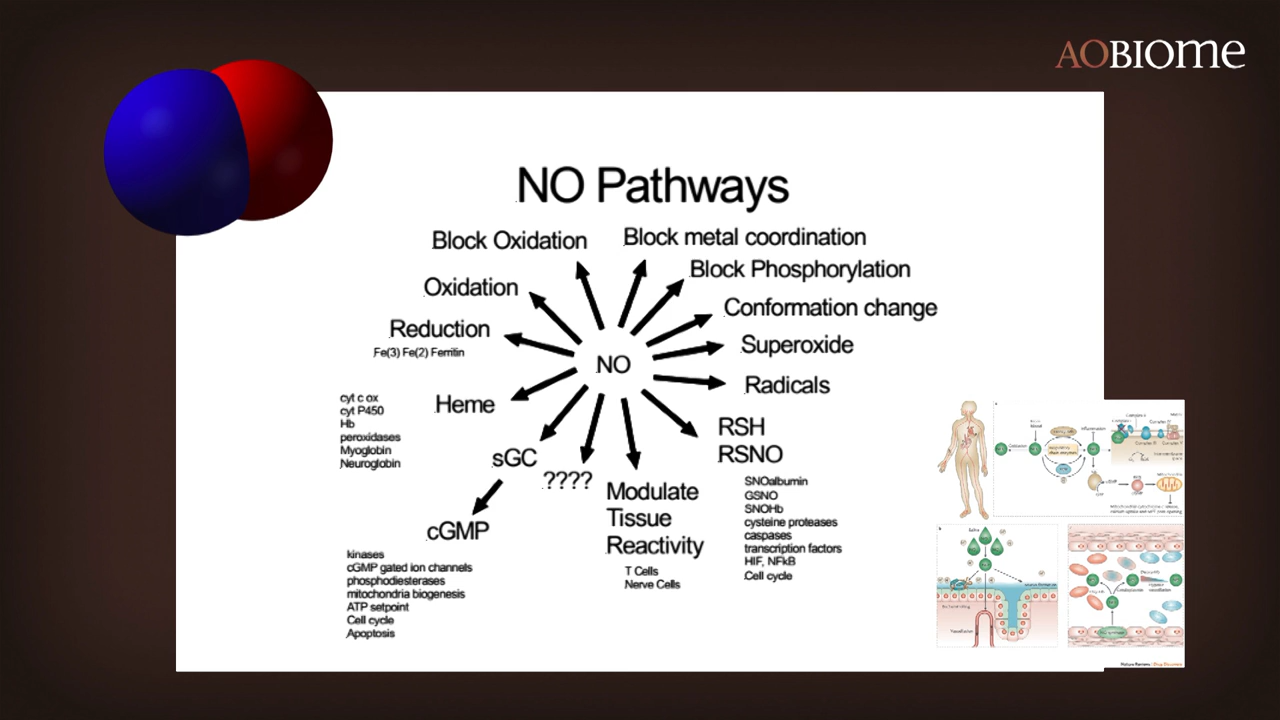 AOBIOME
NO Pathways
Block Oxidation
Block metal coordination
Block Phosphorylation
Oxidation
Conformation change
Reduction
Fe(3) Fe(2) Ferritin
Superoxide
NO
Radicals
Heme
cyt c ox
cyt P450
Hb
peroxidases
Myoglobin
Neuroglobin
RSH
RSNO
SNOalbumin
GSNO
SNOHb
cysteine proteases
caspases
transcription factors
HIF, NFkB
Cell cycle
sGC
????
Modulate
Tissue
Reactivity
T Cells
Nerve Cells
cGMP
kinases
cGMP gated ion channels
phosphodiesterases
mitochondria biogenesis
ATP setpoint
Cell cycle
Apoptosis